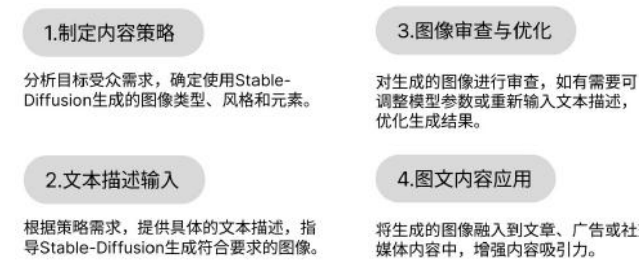 1.制定内容策略
分析目标受众需求，确定使用Stable-
Diffusion生成的图像类型、风格和元素。
2.文本描述输入
根据策略需求，提供具体的文本描述，指
导Stable-Diffusion生成符合要求的图像。
3.图像审查与优化
对生成的图像进行审查，如有需要可
调整模型参数或重新输入文本描述，
优化生成结果。
4.图文内容应用
将生成的图像融入到文章、广告或社
媒体内容中，增强内容吸引力。